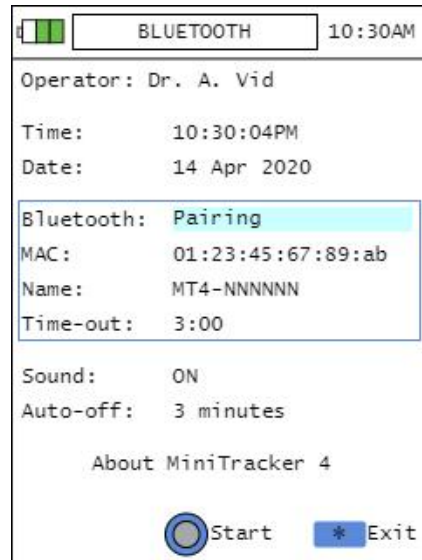 BLUETOOTH 10:30AM
Operator: Dr. A. Vid
Time: 10:30:04PM
Date: 14 Apr 2020
Bluetooth: Pairing
MAC: 01:23:45:67:89:ab
Name: MT4-NNNNNN
Time-out: 3:00
Sound: ON
Auto-off: 3 minutes
About MiniTracker 4
Start * Exit